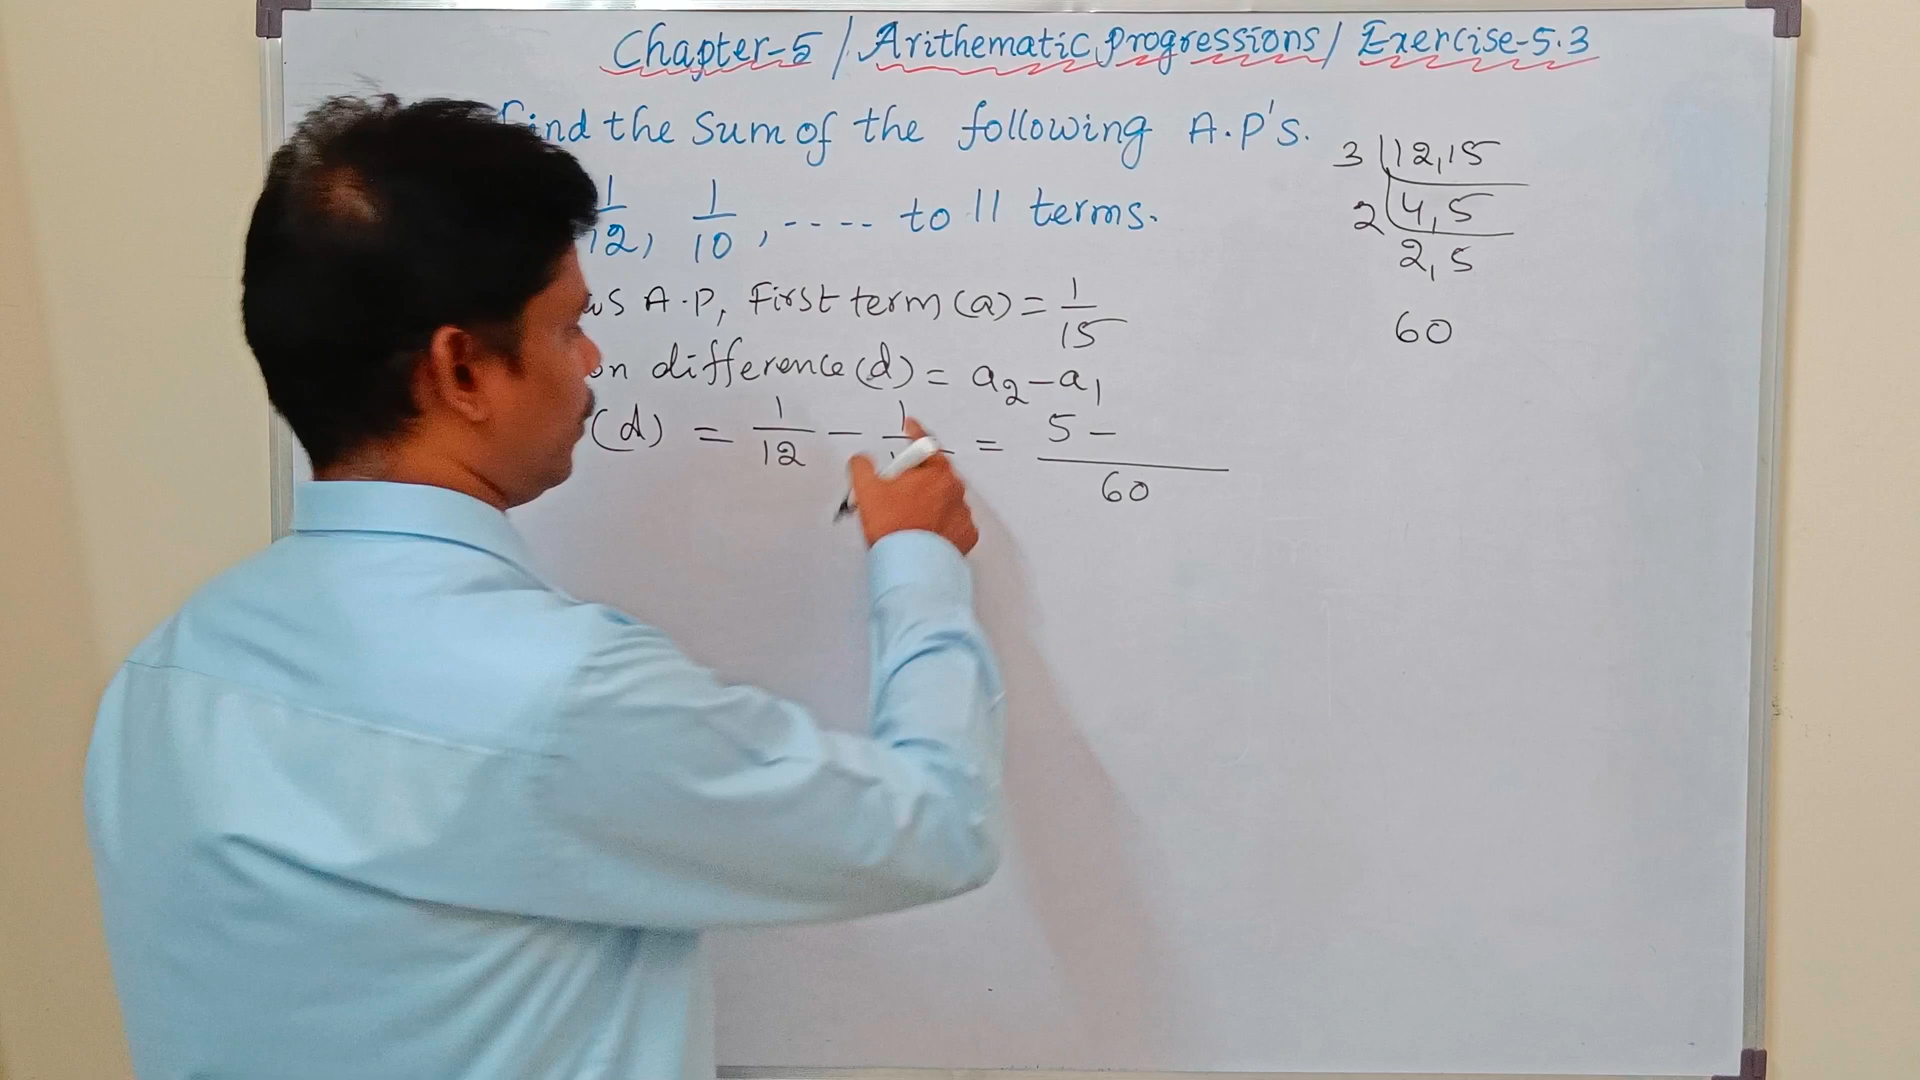 Chapter-5 / Arithematic Progressions / Exercise-5.3
Find the Sum of the following A.P's.
1/12, 1/10, ---- to 11 terms.
A.P, First term (a) = 1/15
difference (d) = a₂ - a₁
(d) = 1/12 - 1/ = 5 - /60
3 | 12, 15
2 | 4, 5
2, 5
60